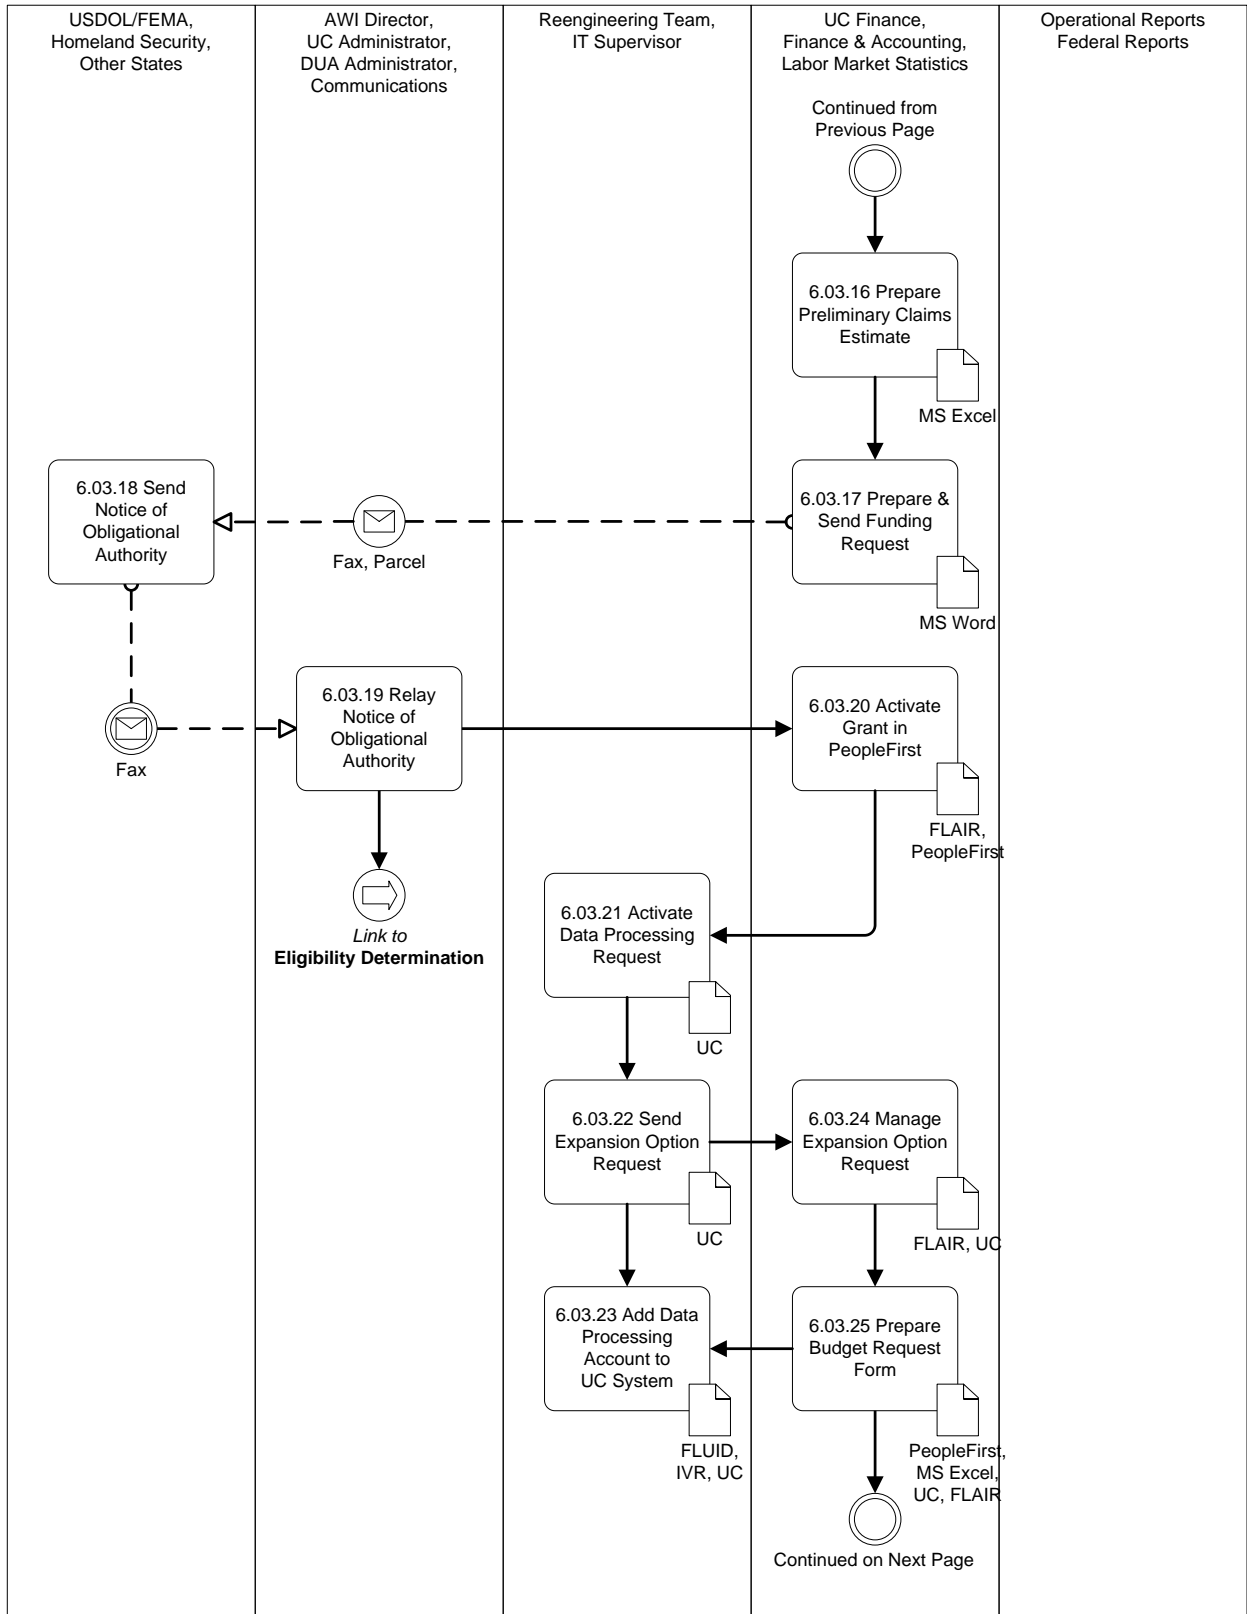 USDOL/FEMA,
Homeland Security,
Other States
AWI Director,
UC Administrator,
DUA Administrator,
Communications
Reengineering Team,
IT Supervisor
UC Finance,
Finance & Accounting,
Labor Market Statistics
Operational Reports
Federal Reports
Continued from
Previous Page
6.03.16 Prepare
Preliminary Claims
Estimate
MS Excel
6.03.18 Send
Notice of
Obligational
Authority
Fax, Parcel
6.03.17 Prepare &
Send Funding
Request
MS Word
Fax
6.03.19 Relay
Notice of
Obligational
Authority
6.03.20 Activate
Grant in
PeopleFirst
FLAIR,
PeopleFirst
Link to
Eligibility Determination
6.03.21 Activate
Data Processing
Request
UC
6.03.22 Send
Expansion Option
Request
UC
6.03.24 Manage
Expansion Option
Request
FLAIR, UC
6.03.23 Add Data
Processing
Account to
UC System
FLUID,
IVR, UC
6.03.25 Prepare
Budget Request
Form
PeopleFirst,
MS Excel,
UC, FLAIR
Continued on Next Page